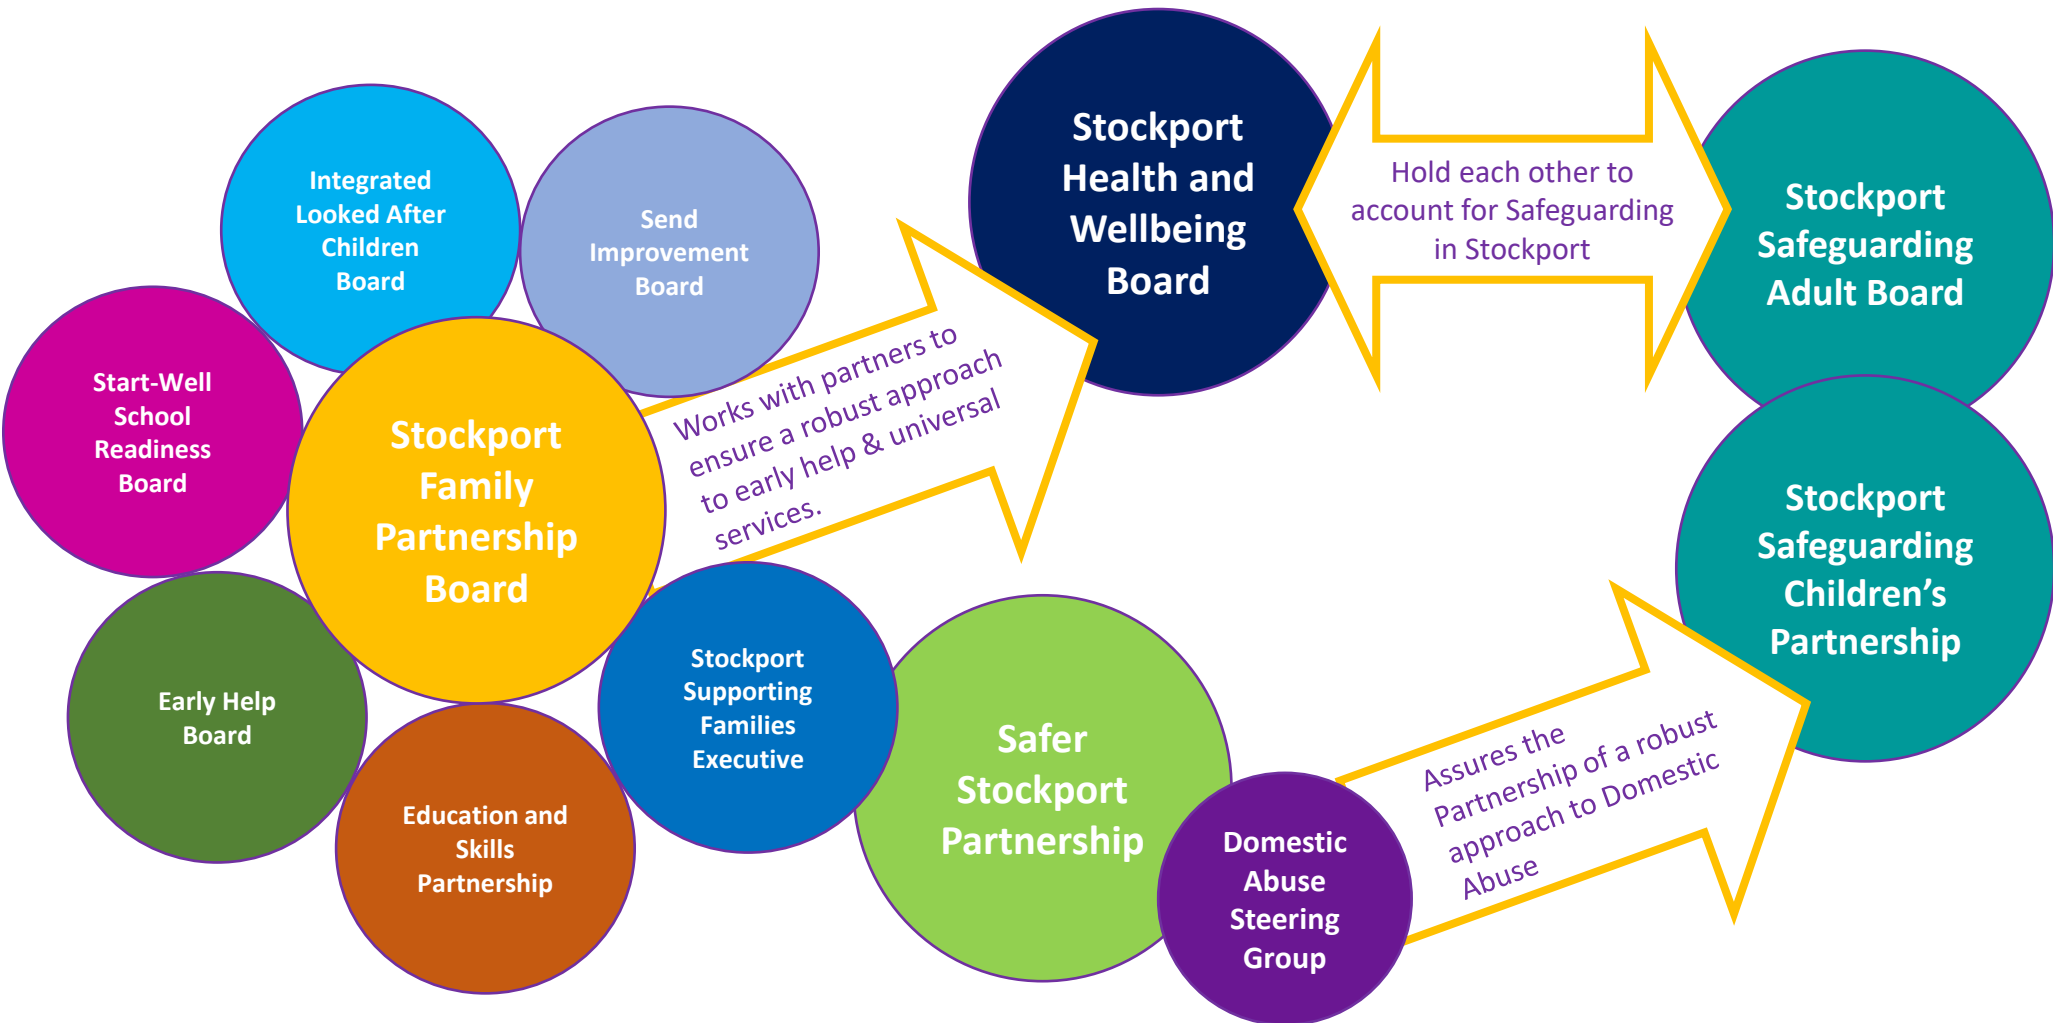 Integrated
Looked After
Children
Board
Send
Improvement
Board
Start-Well
School
Readiness
Board
Stockport
Family
Partnership
Board
Early Help
Board
Education and
Skills
Partnership
Stockport
Supporting
Families
Executive
Works with partners to
ensure a robust approach
to early help & universal
services.
Stockport
Health and
Wellbeing
Board
Hold each other to
account for Safeguarding
in Stockport
Stockport
Safeguarding
Adult Board
Stockport
Safeguarding
Children’s
Partnership
Safer
Stockport
Partnership
Domestic
Abuse
Steering
Group
Assures the
Partnership of a robust
approach to Domestic
Abuse